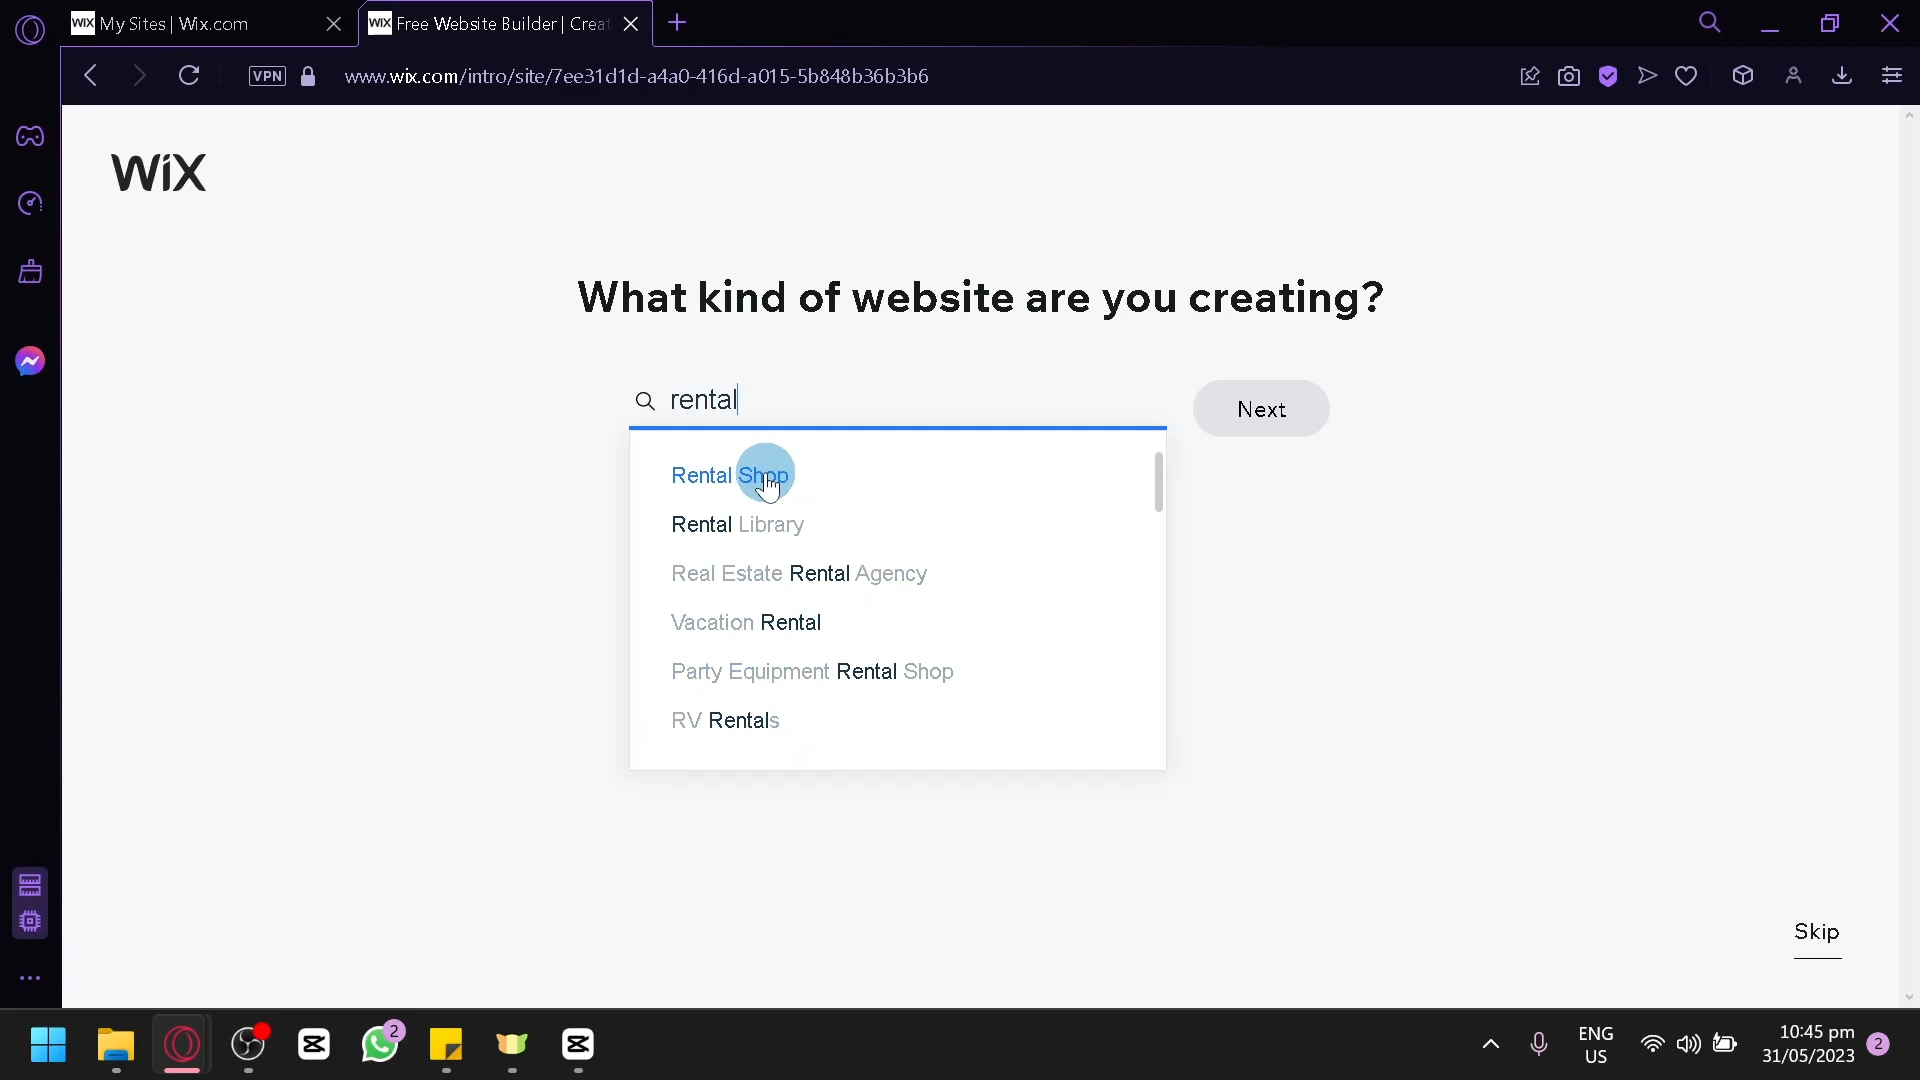 WiX My Sites | Wix.com
WiX Free Website Builder | Creat
VPN
www.wix.com/intro/site/7ee31d1d-a4a0-416d-a015-5b848b36b3b6
WiX
What kind of website are you creating?
rental
Next
Rental Shop
Rental Library
Real Estate Rental Agency
Vacation Rental
Party Equipment Rental Shop
RV Rentals
Skip
2
ENG
US
10:45 pm
31/05/2023
2